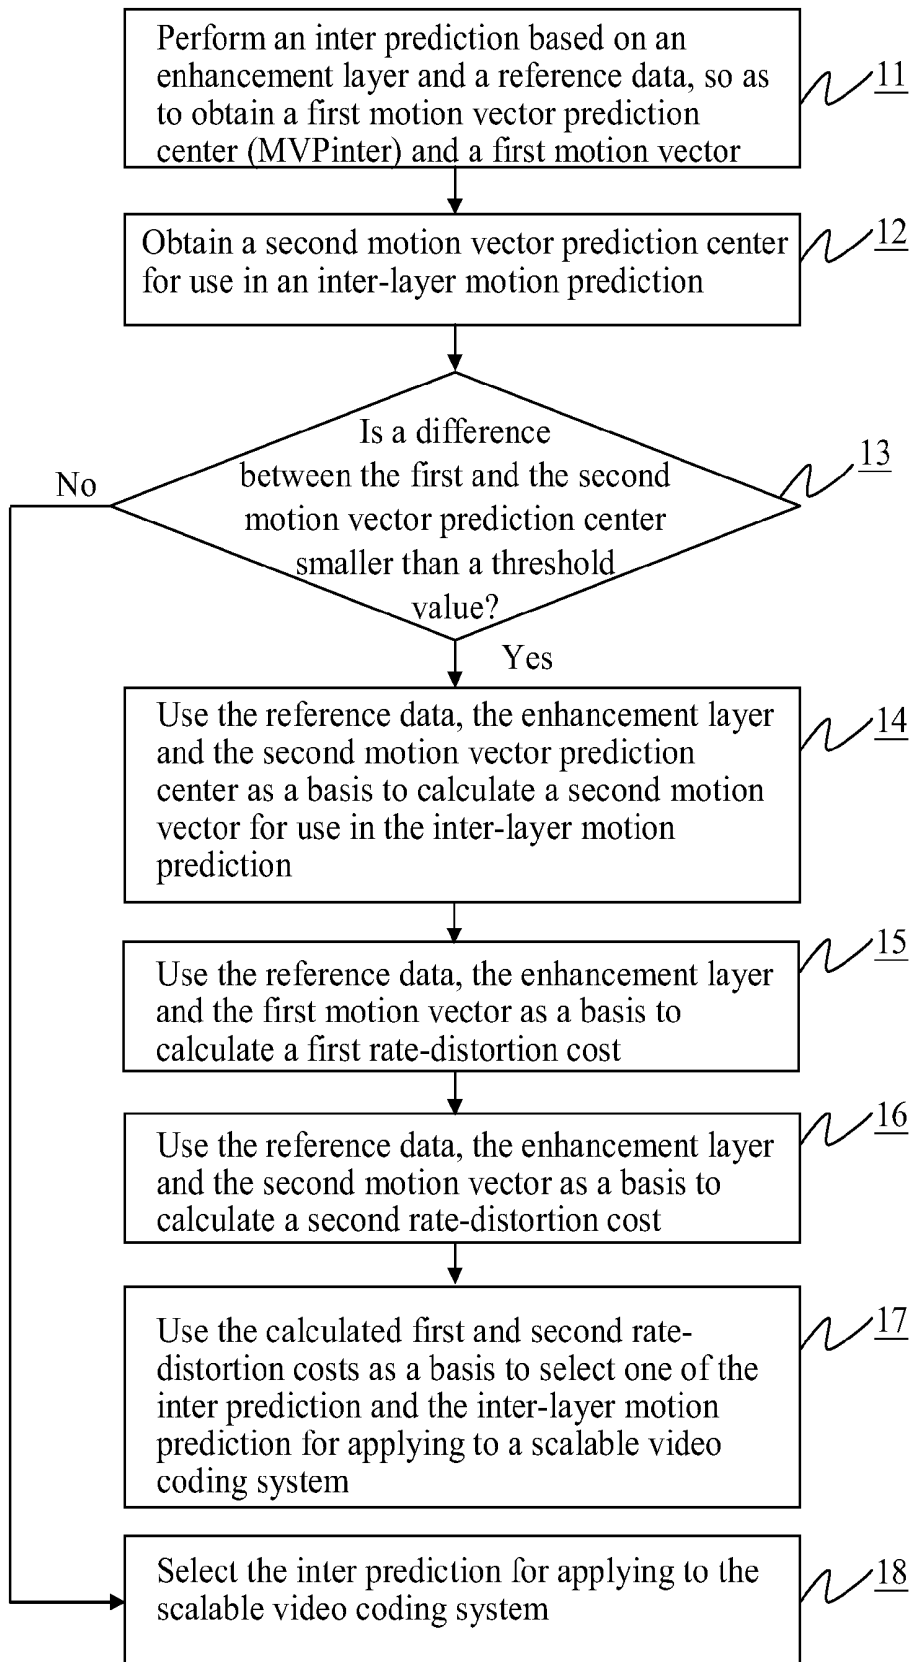 Perform an inter prediction based on an
enhancement layer and a reference data, so as
to obtain a first motion vector prediction
center (MVPinter) and a first motion vector
11
Obtain a second motion vector prediction center
for use in an inter-layer motion prediction
12
Is a difference
between the first and the second
motion vector prediction center
smaller than a threshold
value?
13
No
Yes
Use the reference data, the enhancement layer
and the second motion vector prediction
center as a basis to calculate a second motion
vector for use in the inter-layer motion
prediction
14
Use the reference data, the enhancement layer
and the first motion vector as a basis to
calculate a first rate-distortion cost
15
Use the reference data, the enhancement layer
and the second motion vector as a basis to
calculate a second rate-distortion cost
16
Use the calculated first and second rate-
distortion costs as a basis to select one of the
inter prediction and the inter-layer motion
prediction for applying to a scalable video
coding system
17
Select the inter prediction for applying to the
scalable video coding system
18